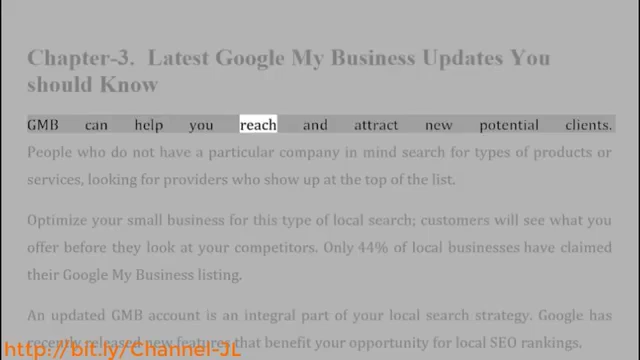 Chapter-3. Latest Google My Business Updates You
should Know
GMB can help you reach and attract new potential clients.
People who do not have a particular company in mind search for types of products or
services, looking for providers who show up at the top of the list.
Optimize your small business for this type of local search; customers will see what you
offer before they look at your competitors. Only 44% of local businesses have claimed
their Google My Business listing.
An updated GMB account is an integral part of your local search strategy. Google has
recently released new features that benefit your opportunity for local SEO rankings.
http://bit.ly/Channel-JL